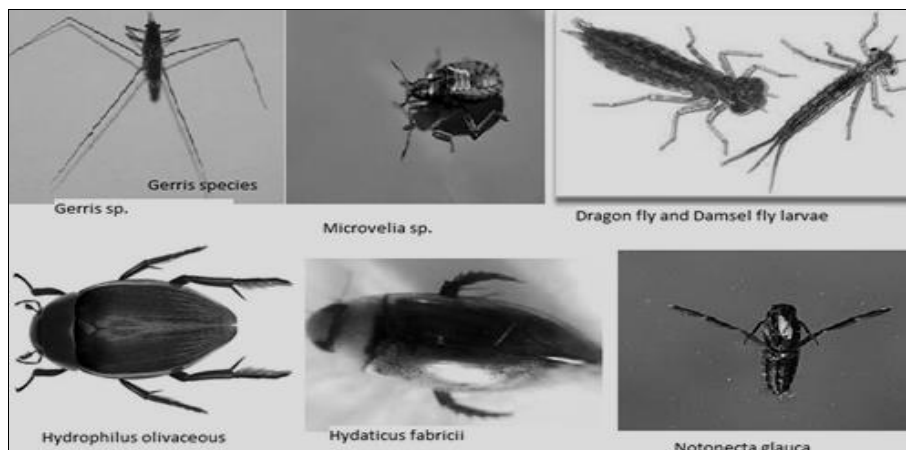 Gerris species
Gerris sp.
Microvelia sp.
Dragon fly and Damsel fly larvae
Hydrophilus olivaceous
Hydaticus fabricii
Notonecta glauca